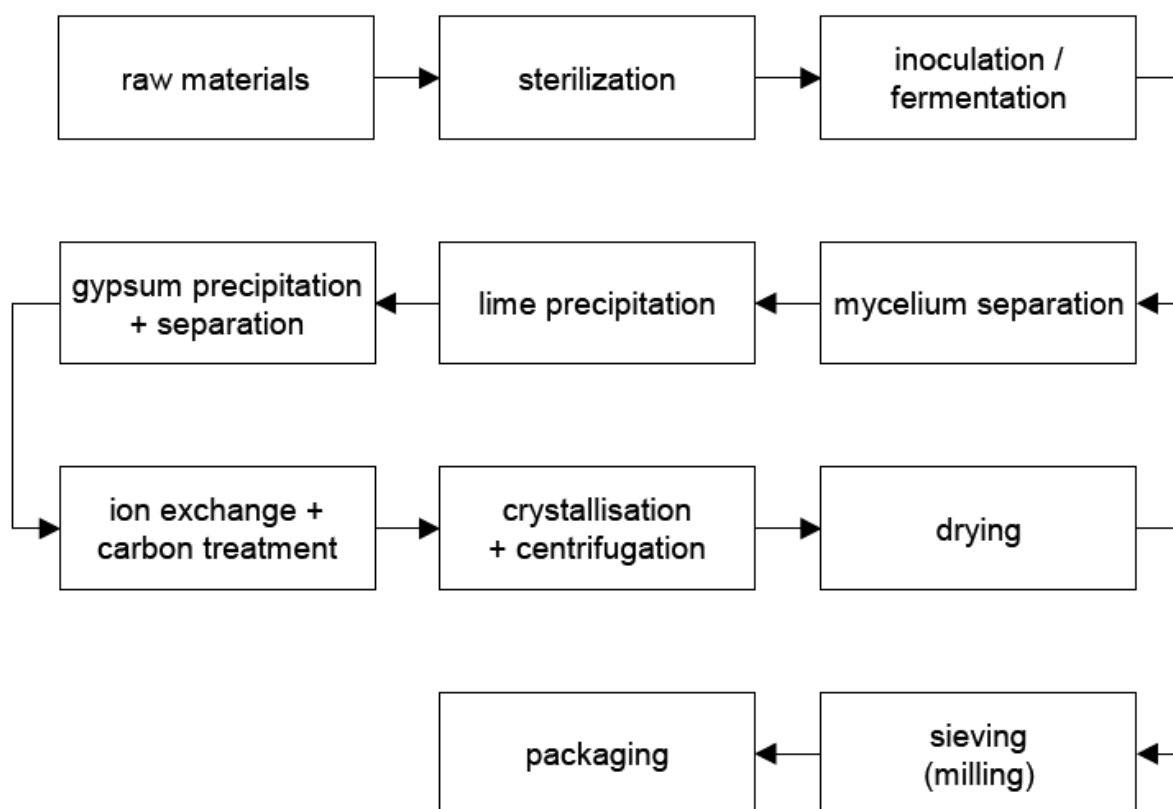 raw materials
sterilization
inoculation /
fermentation
mycelium separation
lime precipitation
gypsum precipitation
+ separation
ion exchange +
carbon treatment
crystallisation
+ centrifugation
drying
sieving
(milling)
packaging